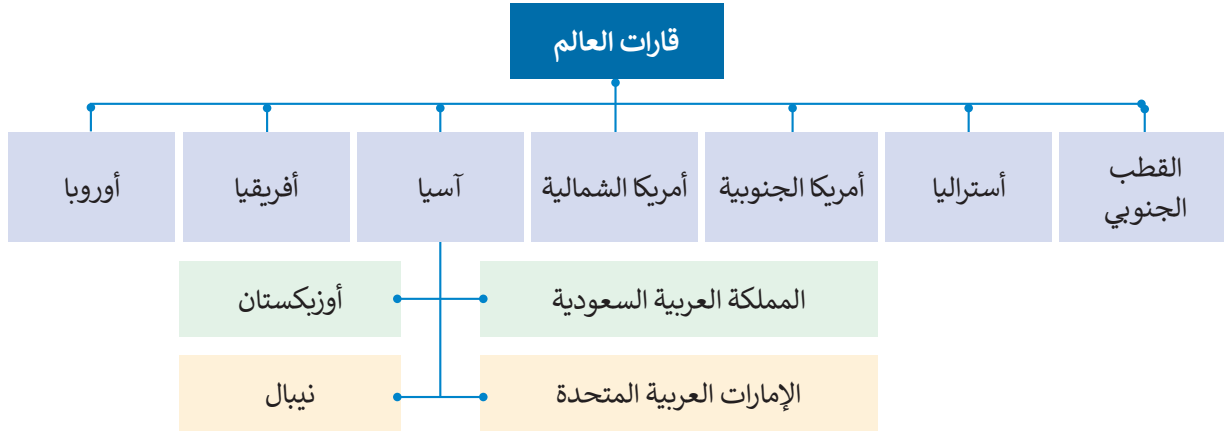 قارات العالم
القطب
الجنوبي
أستراليا
أمريكا الجنوبية
أمريكا الشمالية
آسيا
أفريقيا
أوروبا
المملكة العربية السعودية
أوزبكستان
الإمارات العربية المتحدة
نيبال